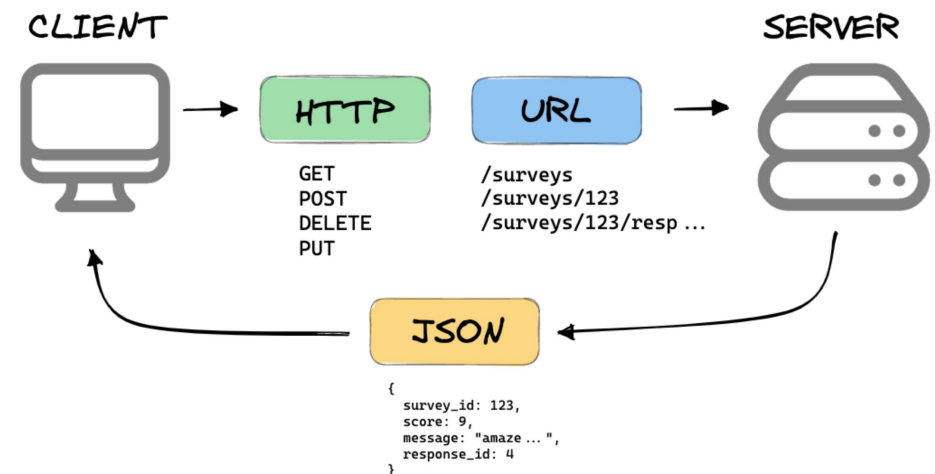 CLIENT
SERVER
HTTP
URL
GET
POST
DELETE
PUT
/surveys
/surveys/123
/surveys/123/resp...
JSON
{
survey_id: 123,
score: 9,
message: "amaze...",
response_id: 4
}